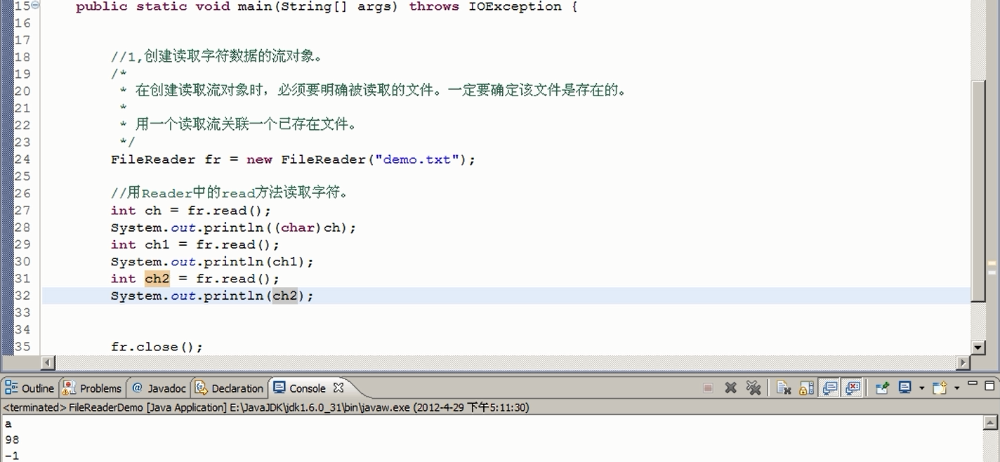 15 public static void main(String[] args) throws IOException {
16
17
18 //1,创建读取字符数据的流对象。
19 /*
20 * 在创建读取流对象时，必须要明确被读取的文件。一定要确定该文件是存在的。
21 *
22 * 用一个读取流关联一个已存在文件。
23 */
24 FileReader fr = new FileReader("demo.txt");
25
26 //用Reader中的read方法读取字符。
27 int ch = fr.read();
28 System.out.println((char)ch);
29 int ch1 = fr.read();
30 System.out.println(ch1);
31 int ch2 = fr.read();
32 System.out.println(ch2);
33
34
35 fr.close();
Outline Problems @ Javadoc Declaration Console
<terminated> FileReaderDemo [Java Application] E:\JavaJDK\jdk1.6.0_31\bin\javaw.exe (2012-4-29 下午5:11:30)
a
98
-1